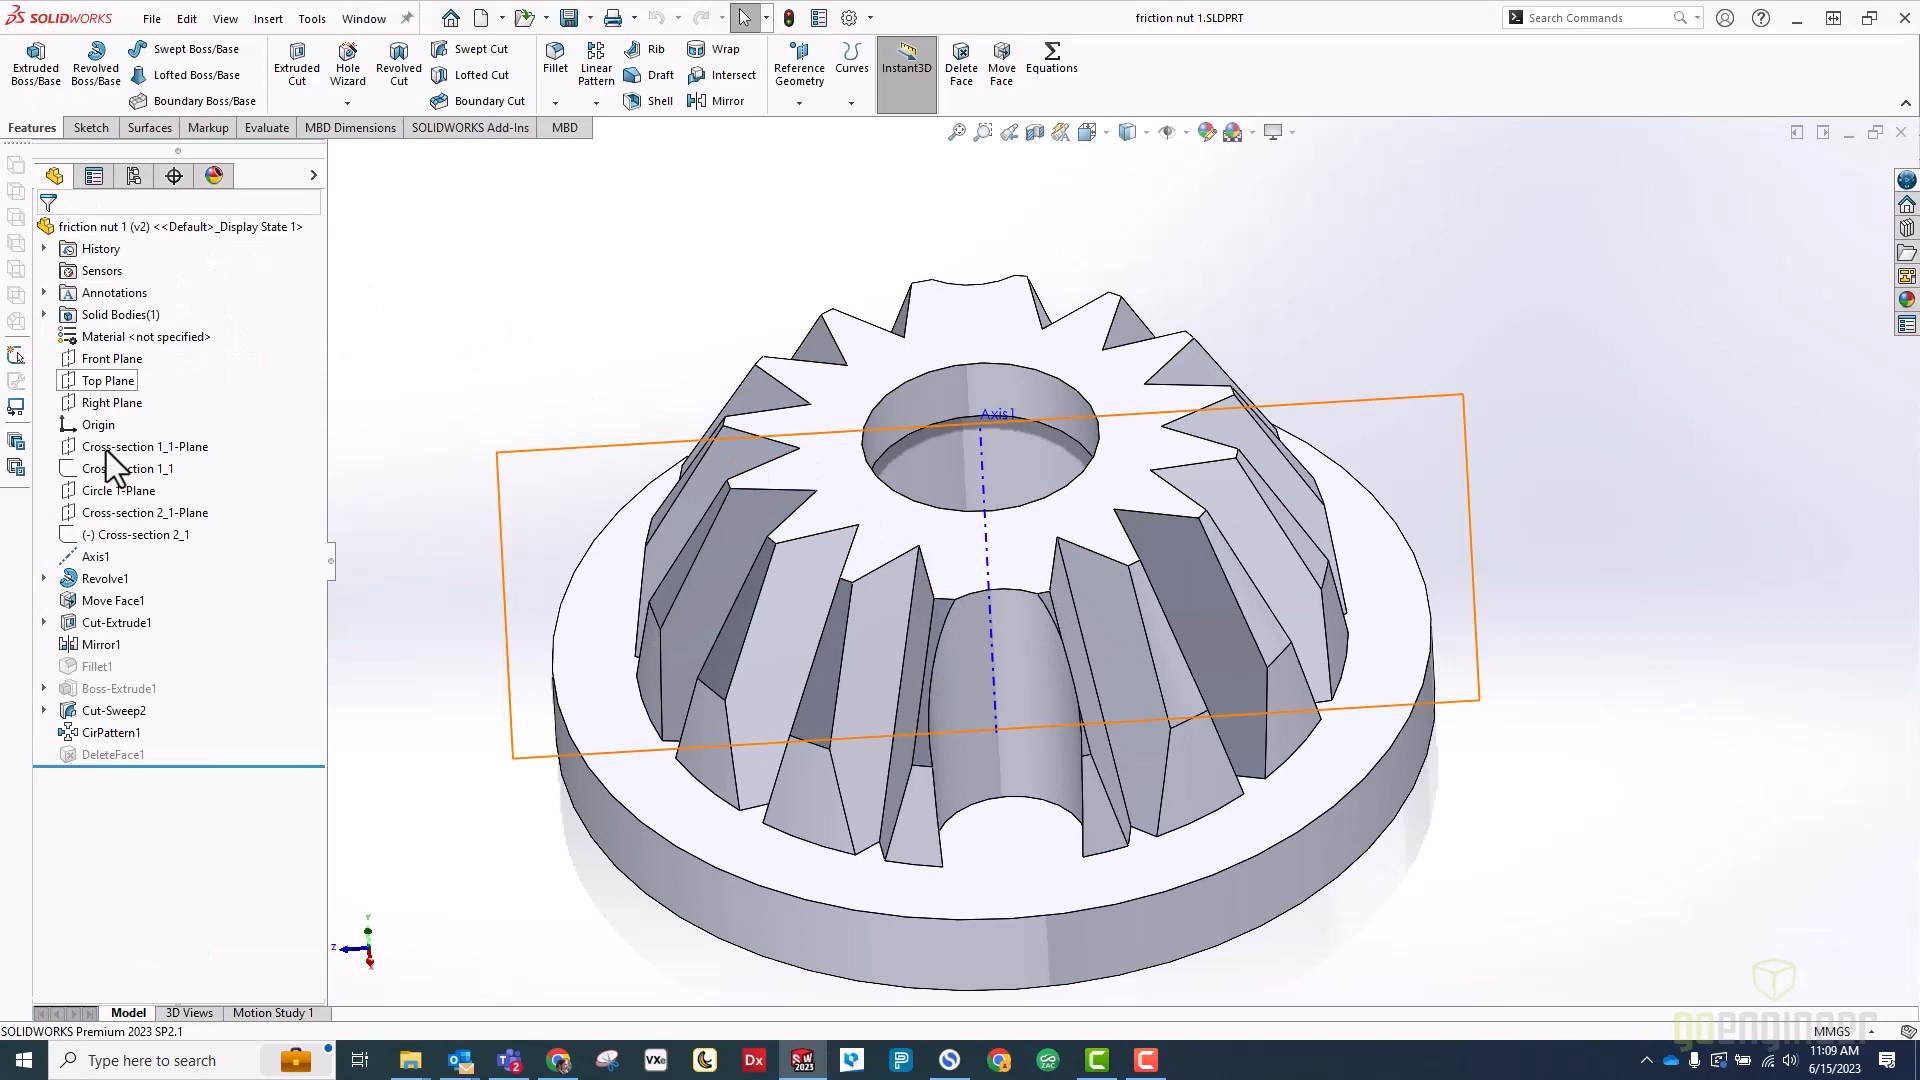 SOLIDWORKS File Edit View Insert Tools Window friction nut 1.SLDPRT Search Commands
Extruded Boss/Base
Revolved Boss/Base
Swept Boss/Base
Lofted Boss/Base
Boundary Boss/Base
Extruded Cut
Hole Wizard
Revolved Cut
Swept Cut
Lofted Cut
Boundary Cut
Fillet
Linear Pattern
Rib
Draft
Shell
Wrap
Intersect
Mirror
Reference Geometry
Curves
Instant3D
Delete Face
Move Face
Equations
Features Sketch Surfaces Markup Evaluate MBD Dimensions SOLIDWORKS Add-Ins MBD
friction nut 1 (v2) <<Default>_Display State 1>
History
Sensors
Annotations
Solid Bodies(1)
Material <not specified>
Front Plane
Top Plane
Right Plane
Origin
Cross-section 1_1-Plane
Cross-section 1_1
Circle 1-Plane
Cross-section 2_1-Plane
(-) Cross-section 2_1
Axis1
Revolve1
Move Face1
Cut-Extrude1
Mirror1
Fillet1
Boss-Extrude1
Cut-Sweep2
CirPattern1
DeleteFace1
Axis1
Y
Z
X
Model 3D Views Motion Study 1
SOLIDWORKS Premium 2023 SP2.1
MMGS
goengineer
Type here to search
11:09 AM
6/15/2023